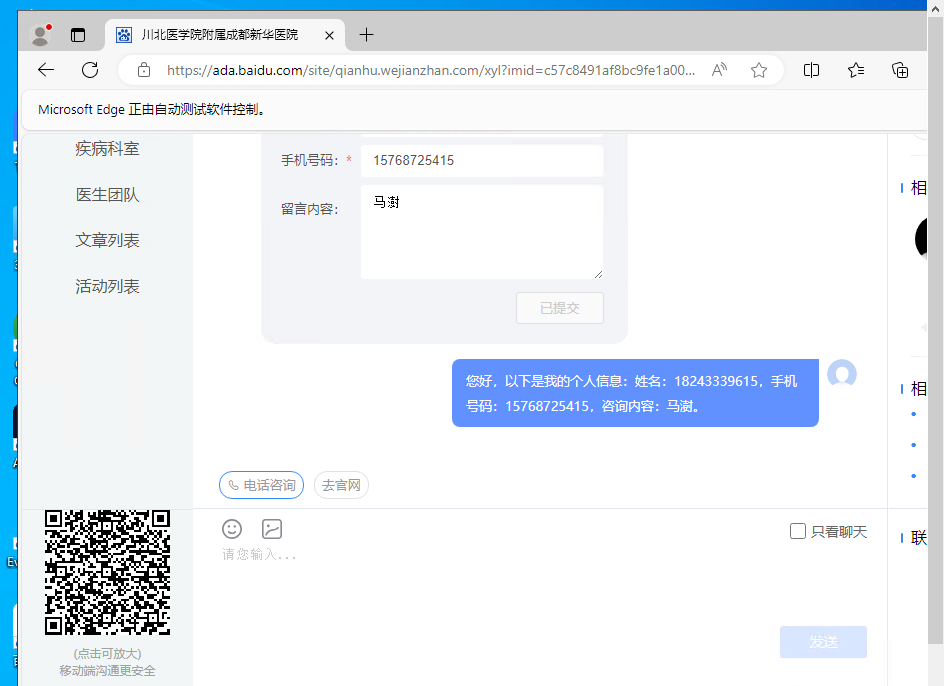 川北医学院附属成都新华医院
https://ada.baidu.com/site/qianhu.wejianzhan.com/xyl?imid=c57c8491af8bc9fe1a00...
Microsoft Edge 正由自动测试软件控制。
疾病科室
医生团队
文章列表
活动列表
手机号码: * 15768725415
留言内容: 马澍
已提交
您好，以下是我的个人信息：姓名：18243339615，手机
号码：15768725415，咨询内容：马澍。
电话咨询 去官网
只看聊天
请您输入...
发送
(点击可放大)
移动端沟通更安全
相
相
联